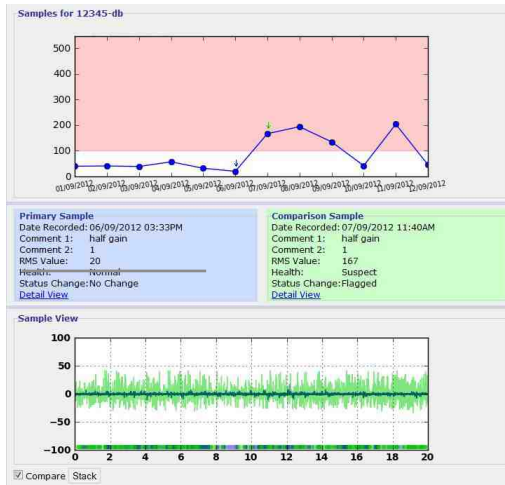 Samples for 12345-db
500
400
300
200
100
0
01/09/2012 02/09/2012 03/09/2012 04/09/2012 05/09/2012 06/09/2012 07/09/2012 08/09/2012 09/09/2012 10/09/2012 11/09/2012 12/09/2012
Primary Sample
Date Recorded: 06/09/2012 03:33PM
Comment 1: half gain
Comment 2: 1
RMS Value: 20
Health: Normal
Status Change: No Change
Detail View
Comparison Sample
Date Recorded: 07/09/2012 11:40AM
Comment 1: half gain
Comment 2: 1
RMS Value: 167
Health: Suspect
Status Change: Flagged
Detail View
Sample View
100
50
0
−50
−100
0 2 4 6 8 10 12 14 16 18 20
Compare Stack